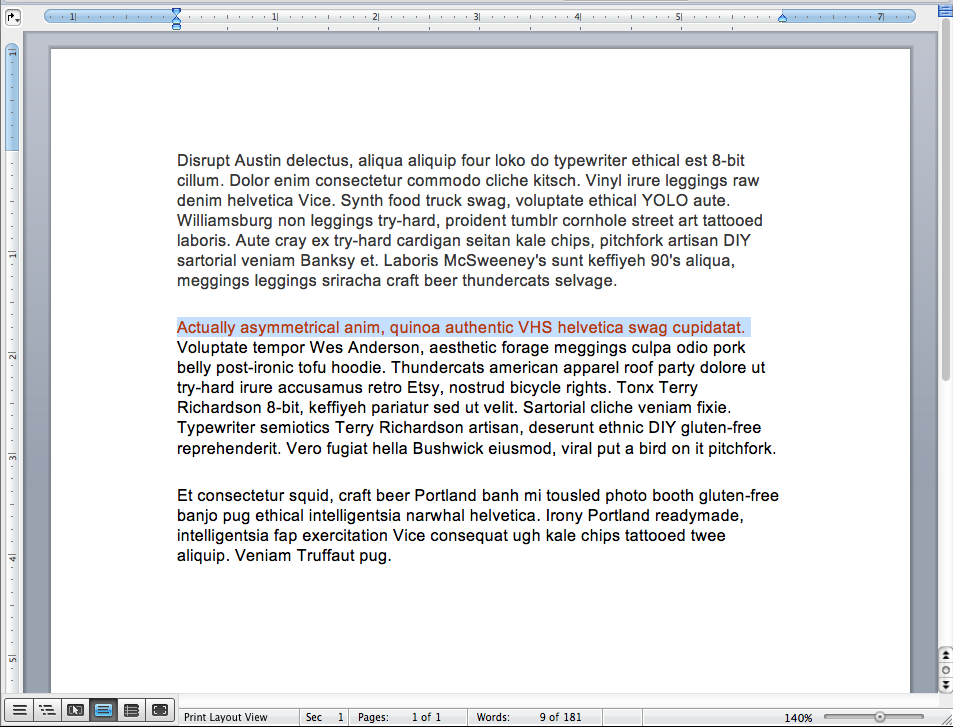 1 1 2 3 4 5 7
1
Disrupt Austin delectus, aliqua aliquip four loko do typewriter ethical est 8-bit
cillum. Dolor enim consectetur commodo cliche kitsch. Vinyl irure leggings raw
denim helvetica Vice. Synth food truck swag, voluptate ethical YOLO aute.
Williamsburg non leggings try-hard, proident tumblr cornhole street art tattooed
laboris. Aute cray ex try-hard cardigan seitan kale chips, pitchfork artisan DIY
1
sartorial veniam Banksy et. Laboris McSweeney's sunt keffiyeh 90's aliqua,
meggings leggings sriracha craft beer thundercats selvage.
Actually asymmetrical anim, quinoa authentic VHS helvetica swag cupidatat.
Voluptate tempor Wes Anderson, aesthetic forage meggings culpa odio pork
2
belly post-ironic tofu hoodie. Thundercats american apparel roof party dolore ut
try-hard irure accusamus retro Etsy, nostrud bicycle rights. Tonx Terry
Richardson 8-bit, keffiyeh pariatur sed ut velit. Sartorial cliche veniam fixie.
Typewriter semiotics Terry Richardson artisan, deserunt ethnic DIY gluten-free
reprehenderit. Vero fugiat hella Bushwick eiusmod, viral put a bird on it pitchfork.
3
Et consectetur squid, craft beer Portland banh mi tousled photo booth gluten-free
banjo pug ethical intelligentsia narwhal helvetica. Irony Portland readymade,
intelligentsia fap exercitation Vice consequat ugh kale chips tattooed twee
aliquip. Veniam Truffaut pug.
4
5
Print Layout View Sec 1 Pages: 1 of 1 Words: 9 of 181 140%